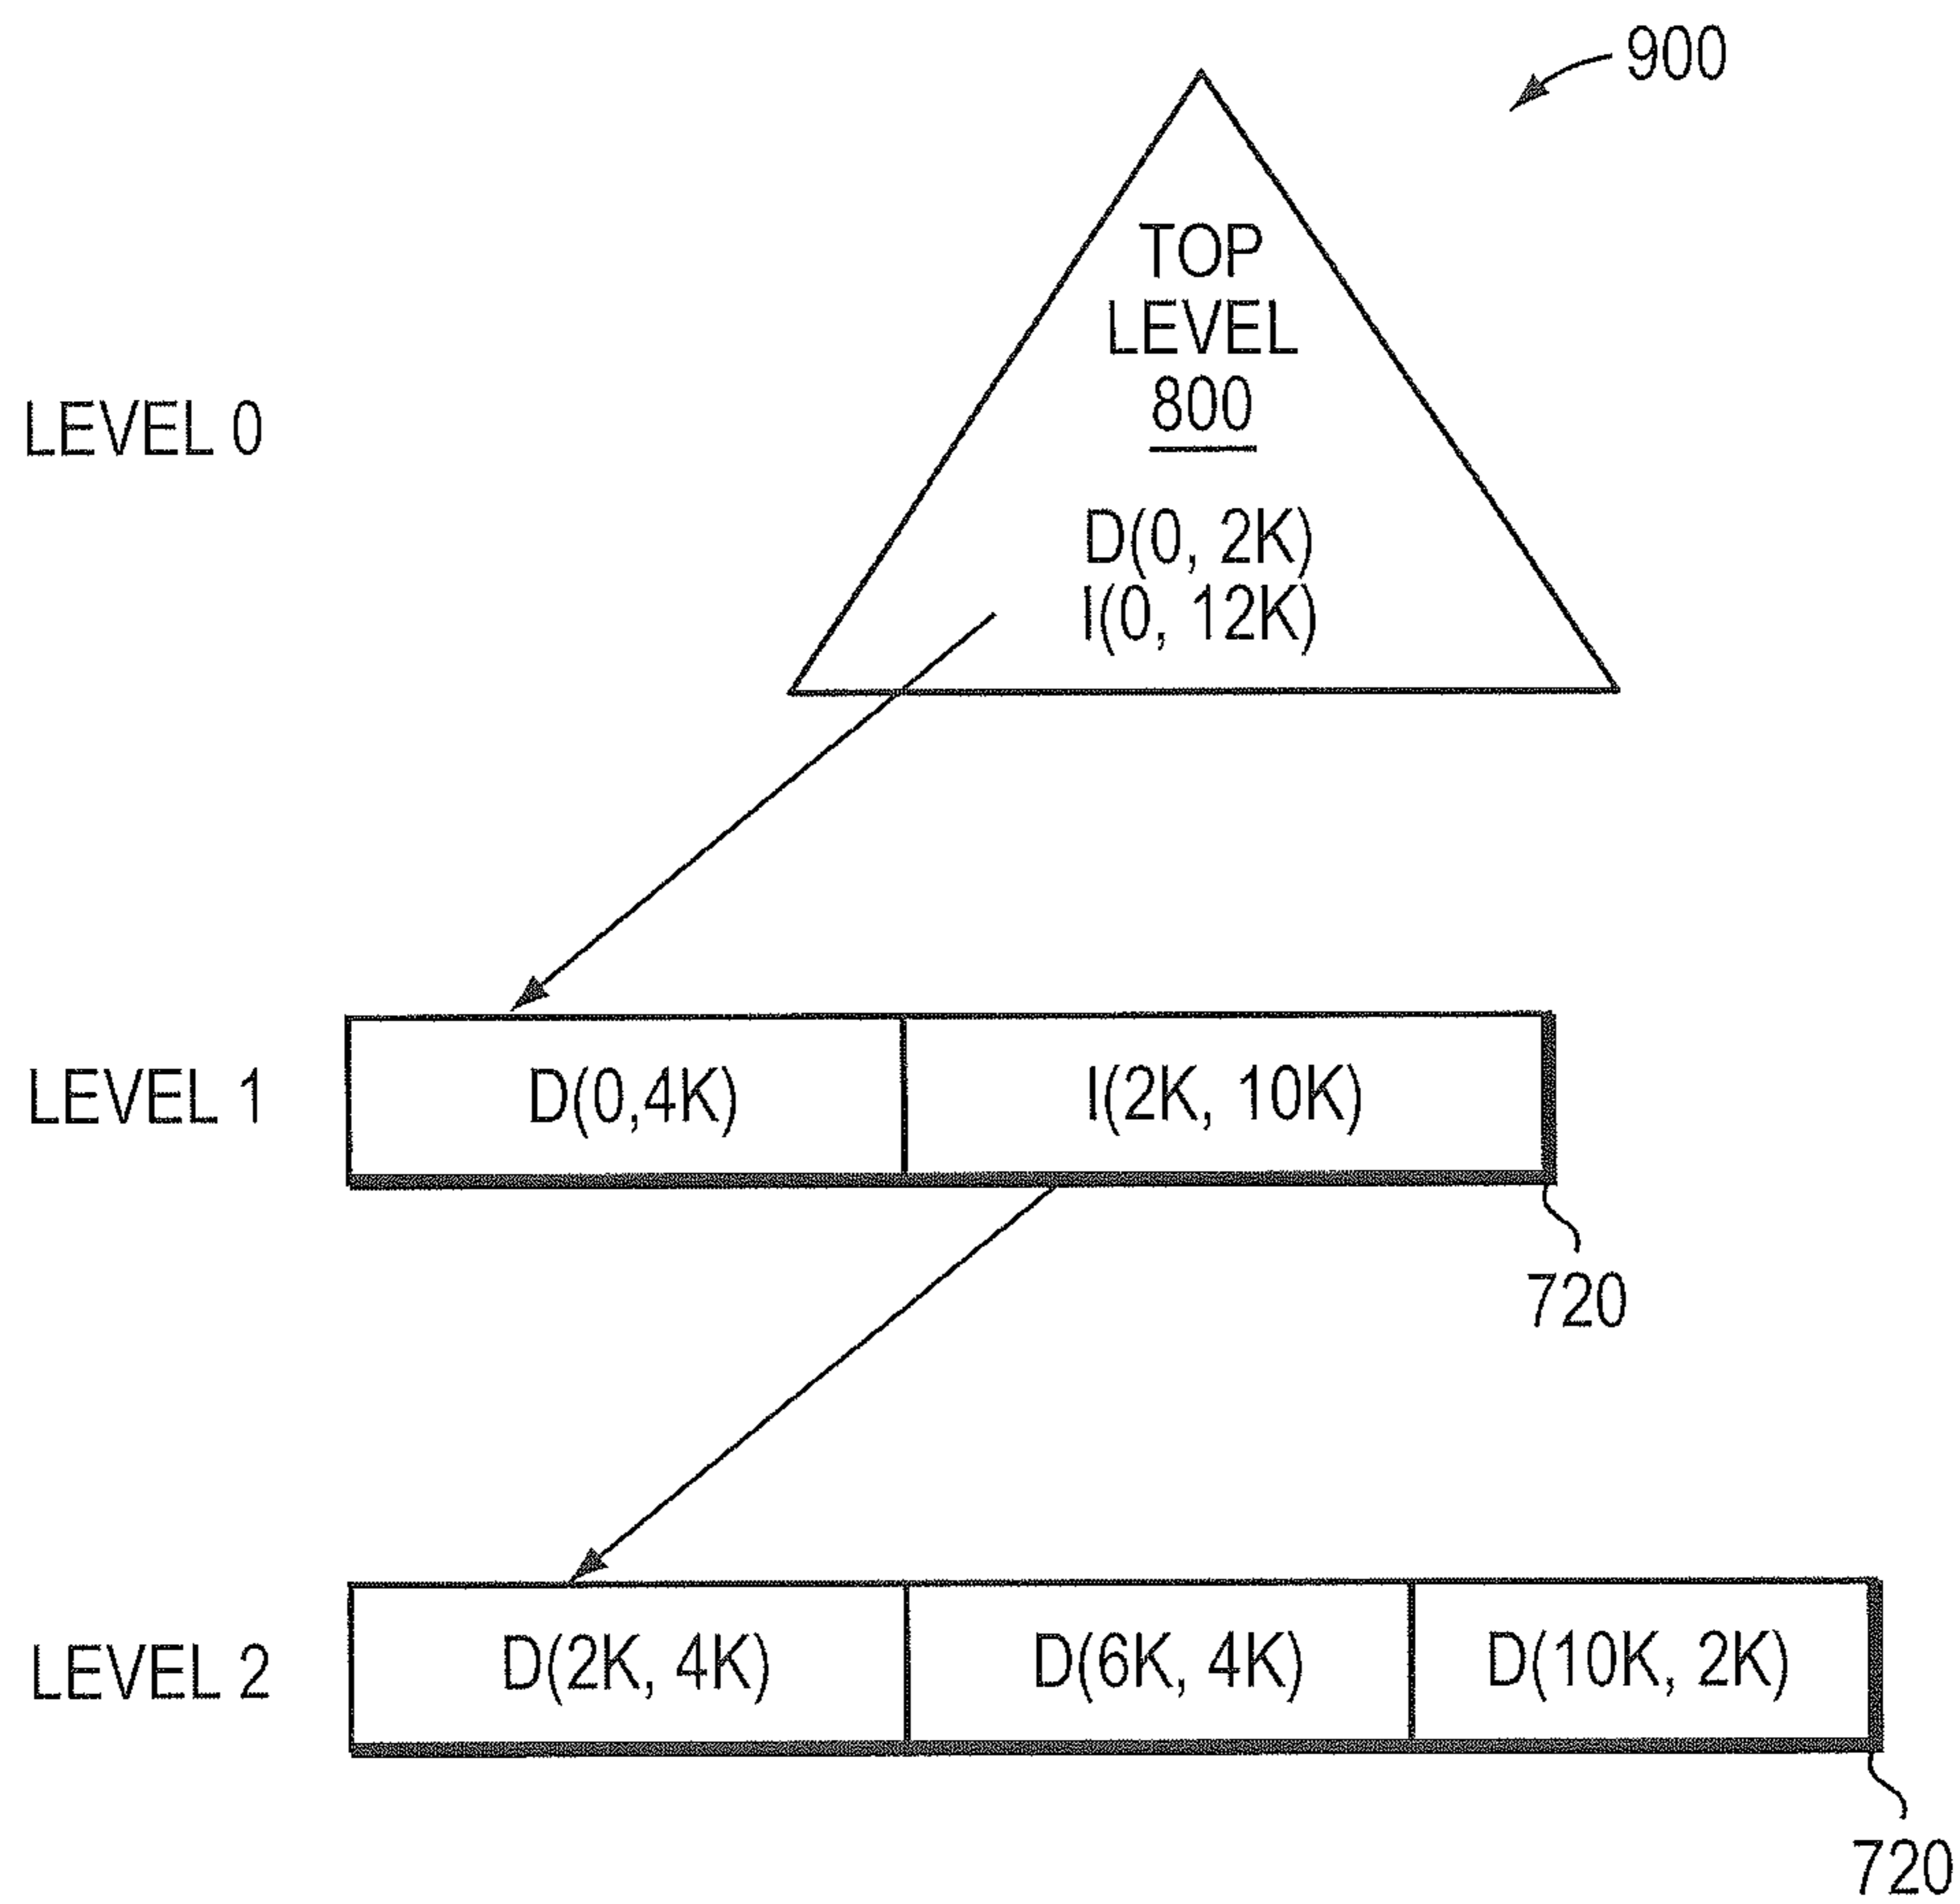 900
TOP
LEVEL
800
LEVEL 0
D(0, 2K)
I(0, 12K)
LEVEL 1
D(0,4K)
I(2K, 10K)
720
LEVEL 2
D(2K, 4K)
D(6K, 4K)
D(10K, 2K)
720